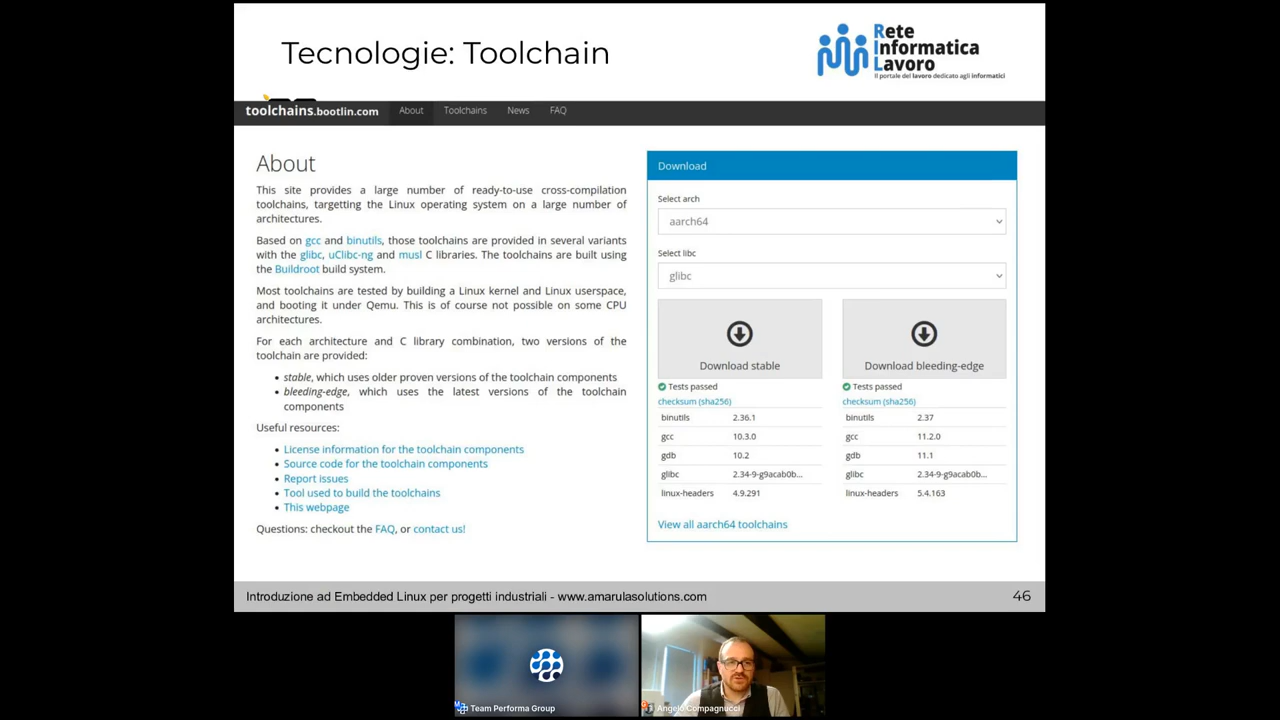 Tecnologie: Toolchain
Rete
Informatica
Lavoro
Il portale del lavoro dedicato agli informatici
toolchains.bootlin.com About Toolchains News FAQ
About
This site provides a large number of ready-to-use cross-compilation
toolchains, targetting the Linux operating system on a large number of
architectures.
Based on gcc and binutils, those toolchains are provided in several variants
with the glibc, uClibc-ng and musl C libraries. The toolchains are built using
the Buildroot build system.
Most toolchains are tested by building a Linux kernel and Linux userspace,
and booting it under Qemu. This is of course not possible on some CPU
architectures.
For each architecture and C library combination, two versions of the
toolchain are provided:
• stable, which uses older proven versions of the toolchain components
• bleeding-edge, which uses the latest versions of the toolchain
components
Useful resources:
• License information for the toolchain components
• Source code for the toolchain components
• Report issues
• Tool used to build the toolchains
• This webpage
Questions: checkout the FAQ, or contact us!
Download
Select arch
aarch64
Select libc
glibc
Download stable
Tests passed
checksum (sha256)
binutils 2.36.1
gcc 10.3.0
gdb 10.2
glibc 2.34-9-g9acab0b...
linux-headers 4.9.291
Download bleeding-edge
Tests passed
checksum (sha256)
binutils 2.37
gcc 11.2.0
gdb 11.1
glibc 2.34-9-g9acab0b...
linux-headers 5.4.163
View all aarch64 toolchains
Introduzione ad Embedded Linux per progetti industriali - www.amarulasolutions.com 46
Team Performa Group
Angelo Compagnucci